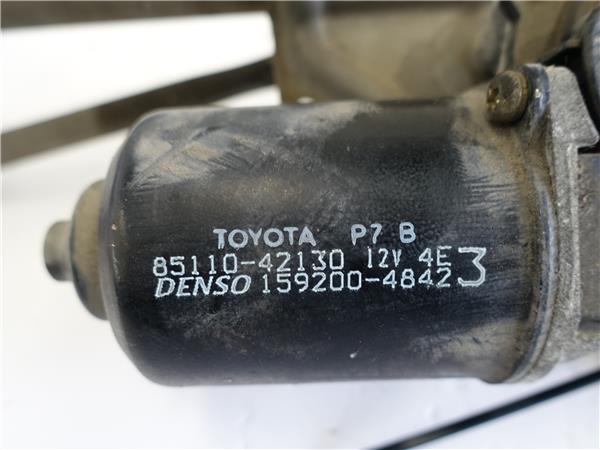 TOYOTA P7 B
85110-42130 12V 4E
DENSO 159200-4842 3